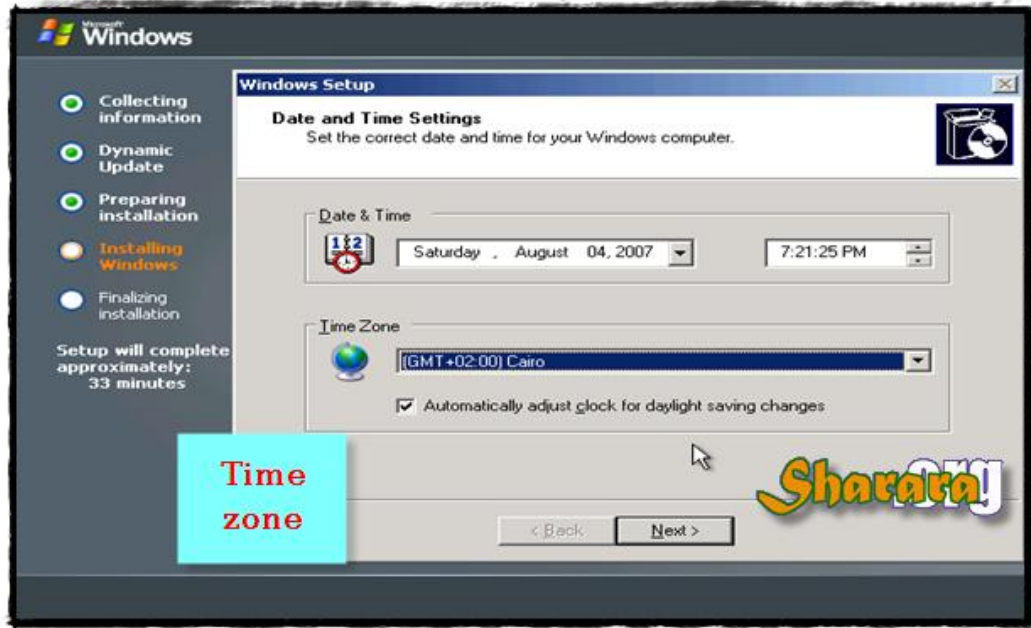 Microsoft
Windows
Collecting
information
Dynamic
Update
Preparing
installation
Installing
Windows
Finalizing
installation
Setup will complete
approximately:
33 minutes
Windows Setup
Date and Time Settings
Set the correct date and time for your Windows computer.
Date & Time
12
Saturday , August 04, 2007
7:21:25 PM
Time Zone
(GMT+02:00) Cairo
Automatically adjust clock for daylight saving changes
< Back
Next >
Time
zone
Sharara.org